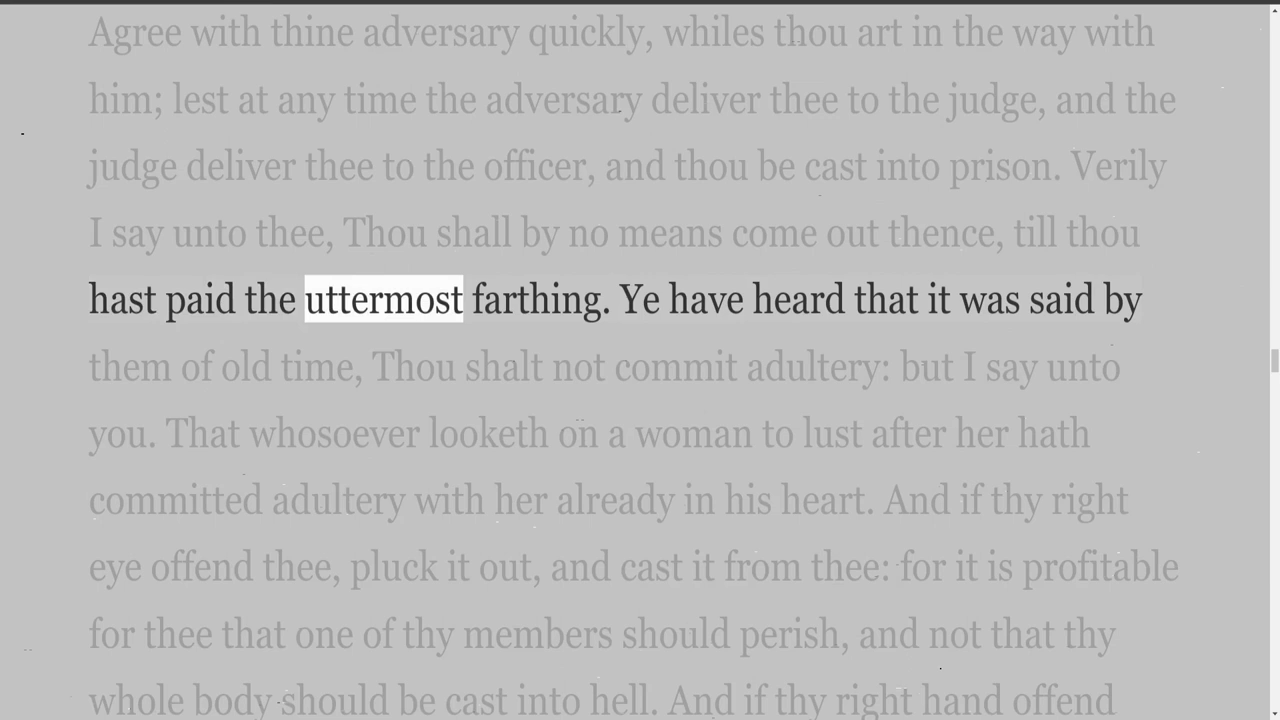 Agree with thine adversary quickly, whiles thou art in the way with
him; lest at any time the adversary deliver thee to the judge, and the
judge deliver thee to the officer, and thou be cast into prison. Verily
I say unto thee, Thou shall by no means come out thence, till thou
hast paid the uttermost farthing. Ye have heard that it was said by
them of old time, Thou shalt not commit adultery: but I say unto
you. That whosoever looketh on a woman to lust after her hath
committed adultery with her already in his heart. And if thy right
eye offend thee, pluck it out, and cast it from thee: for it is profitable
for thee that one of thy members should perish, and not that thy
whole body should be cast into hell. And if thy right hand offend